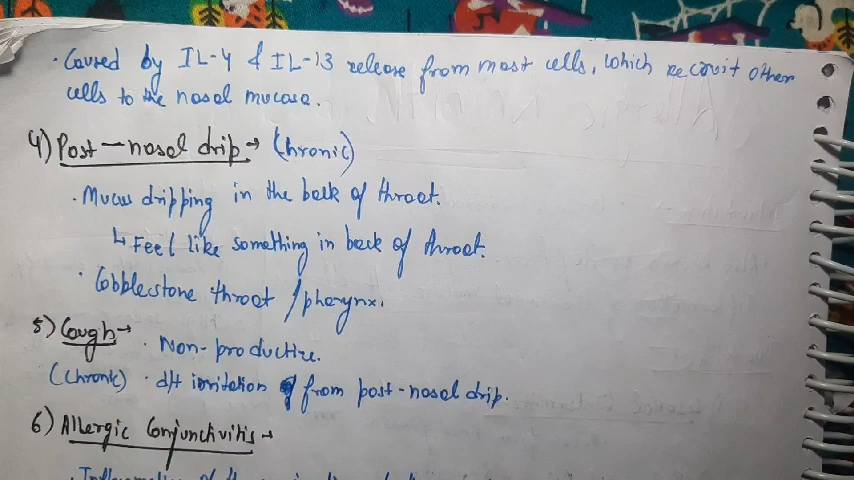 . Caused by IL-4 & IL-13 release from mast cells, which recruit other
cells to the nasal mucosa.
4) Post-nasal drip → (Chronic)
. Mucus dripping in the back of throat.
↳ Feel like something in back of throat.
. Cobblestone throat / pharynx.
5) Cough → . Non-productive.
(Chronic) . d/t irritation from post-nasal drip.
6) Allergic Conjunctivitis →